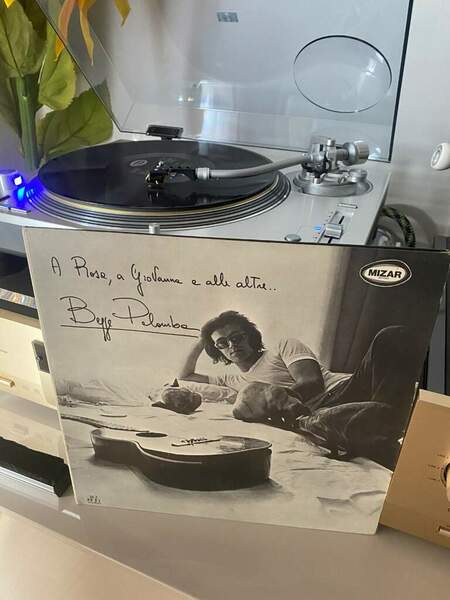 A Rosa, a Giovanna e alle altre..
Beppe Palomba
MIZAR